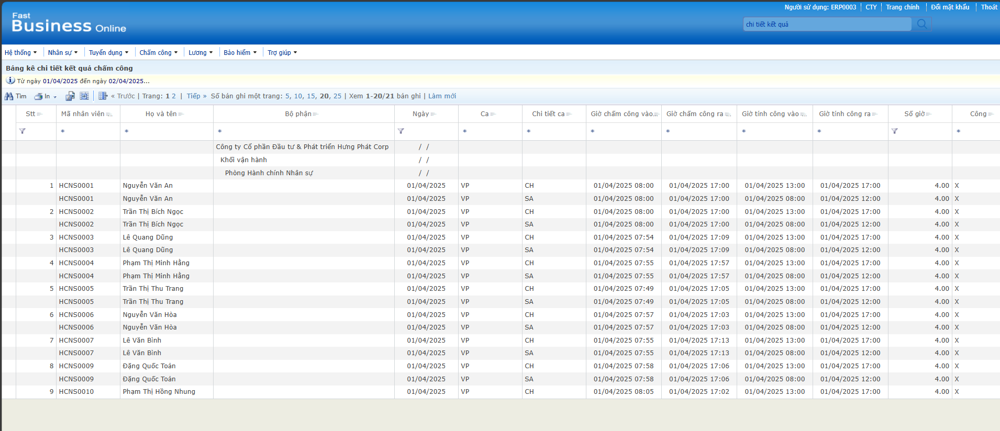 Người sử dụng: ERP0003 | CTY | Trang chính | Đổi mật khẩu | Thoát
Fast
Business Online
chi tiết kết quả
Hệ thống Nhân sự Tuyển dụng Chấm công Lương Bảo hiểm Trợ giúp
Bảng kê chi tiết kết quả chấm công
Từ ngày 01/04/2025 đến ngày 02/04/2025...
Tìm In « Trước | Trang: 1 2 | Tiếp » Số bản ghi một trang: 5, 10, 15, 20, 25 | Xem 1-20/21 bản ghi | Làm mới
Stt Mã nhân viên... Họ và tên Bộ phận Ngày Ca Chi tiết ca Giờ chấm công vào... Giờ chấm công ra... Giờ tính công vào... Giờ tính công ra Số giờ Công
* * * * * * * * * *
Công ty Cổ phần Đầu tư & Phát triển Hưng Phát Corp / /
Khối vận hành / /
Phòng Hành chính Nhân sự / /
1 HCNS0001 Nguyễn Văn An 01/04/2025 VP CH 01/04/2025 08:00 01/04/2025 17:00 01/04/2025 13:00 01/04/2025 17:00 4.00 X
HCNS0001 Nguyễn Văn An 01/04/2025 VP SA 01/04/2025 08:00 01/04/2025 17:00 01/04/2025 08:00 01/04/2025 12:00 4.00 X
2 HCNS0002 Trần Thị Bích Ngọc 01/04/2025 VP CH 01/04/2025 08:00 01/04/2025 17:00 01/04/2025 13:00 01/04/2025 17:00 4.00 X
HCNS0002 Trần Thị Bích Ngọc 01/04/2025 VP SA 01/04/2025 08:00 01/04/2025 17:00 01/04/2025 08:00 01/04/2025 12:00 4.00 X
3 HCNS0003 Lê Quang Dũng 01/04/2025 VP CH 01/04/2025 07:54 01/04/2025 17:09 01/04/2025 13:00 01/04/2025 17:00 4.00 X
HCNS0003 Lê Quang Dũng 01/04/2025 VP SA 01/04/2025 07:54 01/04/2025 17:09 01/04/2025 08:00 01/04/2025 12:00 4.00 X
4 HCNS0004 Phạm Thị Minh Hằng 01/04/2025 VP CH 01/04/2025 07:55 01/04/2025 17:57 01/04/2025 13:00 01/04/2025 17:00 4.00 X
HCNS0004 Phạm Thị Minh Hằng 01/04/2025 VP SA 01/04/2025 07:55 01/04/2025 17:57 01/04/2025 08:00 01/04/2025 12:00 4.00 X
5 HCNS0005 Trần Thị Thu Trang 01/04/2025 VP CH 01/04/2025 07:49 01/04/2025 17:05 01/04/2025 13:00 01/04/2025 17:00 4.00 X
HCNS0005 Trần Thị Thu Trang 01/04/2025 VP SA 01/04/2025 07:49 01/04/2025 17:05 01/04/2025 08:00 01/04/2025 12:00 4.00 X
6 HCNS0006 Nguyễn Văn Hòa 01/04/2025 VP CH 01/04/2025 07:57 01/04/2025 17:03 01/04/2025 13:00 01/04/2025 17:00 4.00 X
HCNS0006 Nguyễn Văn Hòa 01/04/2025 VP SA 01/04/2025 07:57 01/04/2025 17:03 01/04/2025 08:00 01/04/2025 12:00 4.00 X
7 HCNS0007 Lê Văn Bình 01/04/2025 VP CH 01/04/2025 07:55 01/04/2025 17:13 01/04/2025 13:00 01/04/2025 17:00 4.00 X
HCNS0007 Lê Văn Bình 01/04/2025 VP SA 01/04/2025 07:55 01/04/2025 17:13 01/04/2025 08:00 01/04/2025 12:00 4.00 X
8 HCNS0009 Đặng Quốc Toản 01/04/2025 VP CH 01/04/2025 07:58 01/04/2025 17:06 01/04/2025 13:00 01/04/2025 17:00 4.00 X
HCNS0009 Đặng Quốc Toản 01/04/2025 VP SA 01/04/2025 07:58 01/04/2025 17:06 01/04/2025 08:00 01/04/2025 12:00 4.00 X
9 HCNS0010 Phạm Thị Hồng Nhung 01/04/2025 VP CH 01/04/2025 08:05 01/04/2025 17:02 01/04/2025 13:00 01/04/2025 17:00 4.00 X